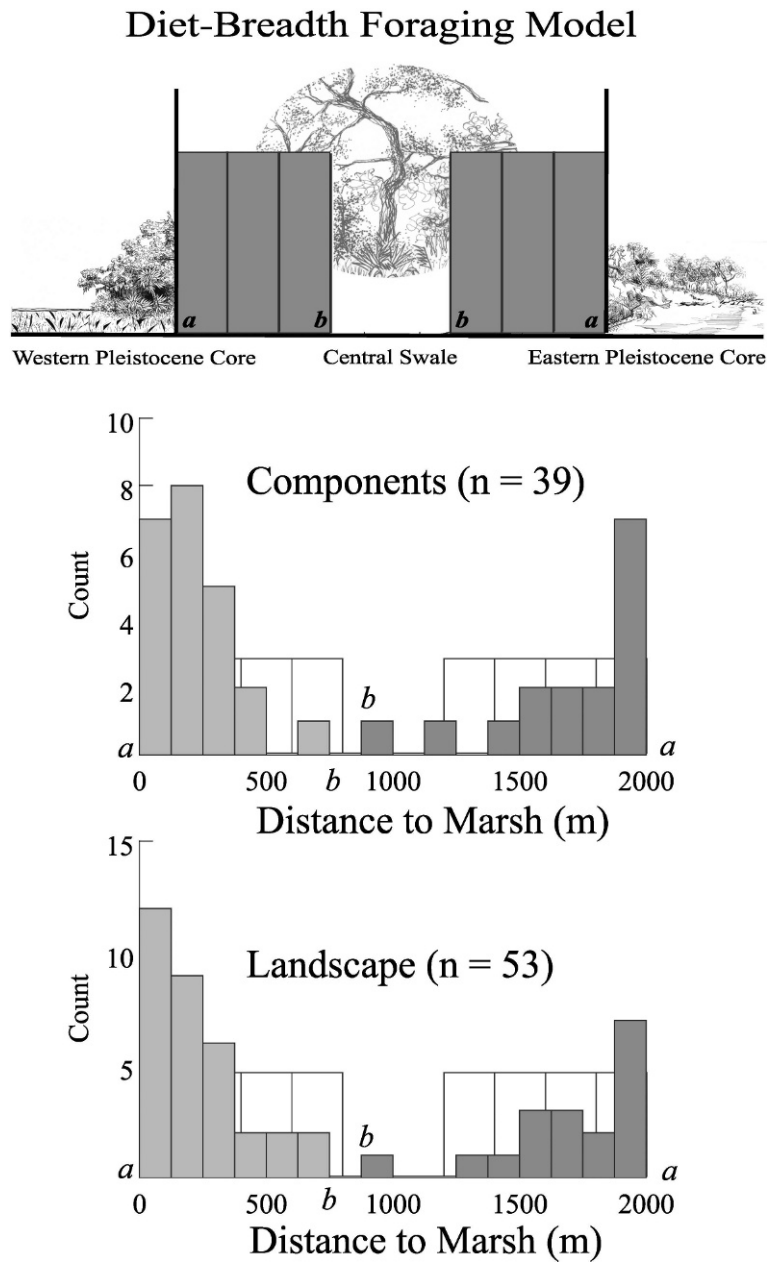 Diet-Breadth Foraging Model
a b b a
Western Pleistocene Core Central Swale Eastern Pleistocene Core
10
8
6
4
2
Count
Components (n = 39)
b
a a
0 500 b 1000 1500 2000
Distance to Marsh (m)
15
10
5
Count
Landscape (n = 53)
b
a a
0 500 b 1000 1500 2000
Distance to Marsh (m)